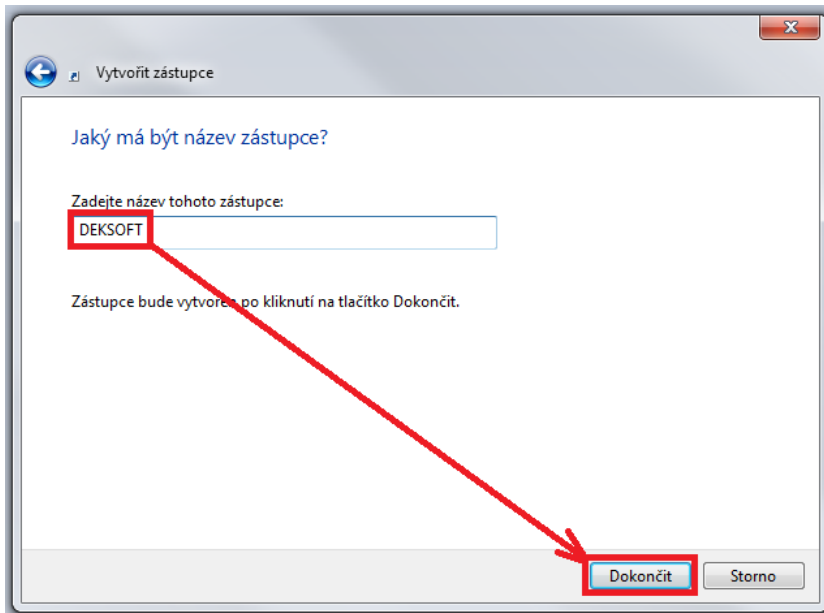 Vytvořit zástupce
Jaký má být název zástupce?
Zadejte název tohoto zástupce:
DEKSOFT
Zástupce bude vytvořen po kliknutí na tlačítko Dokončit.
Dokončit
Storno